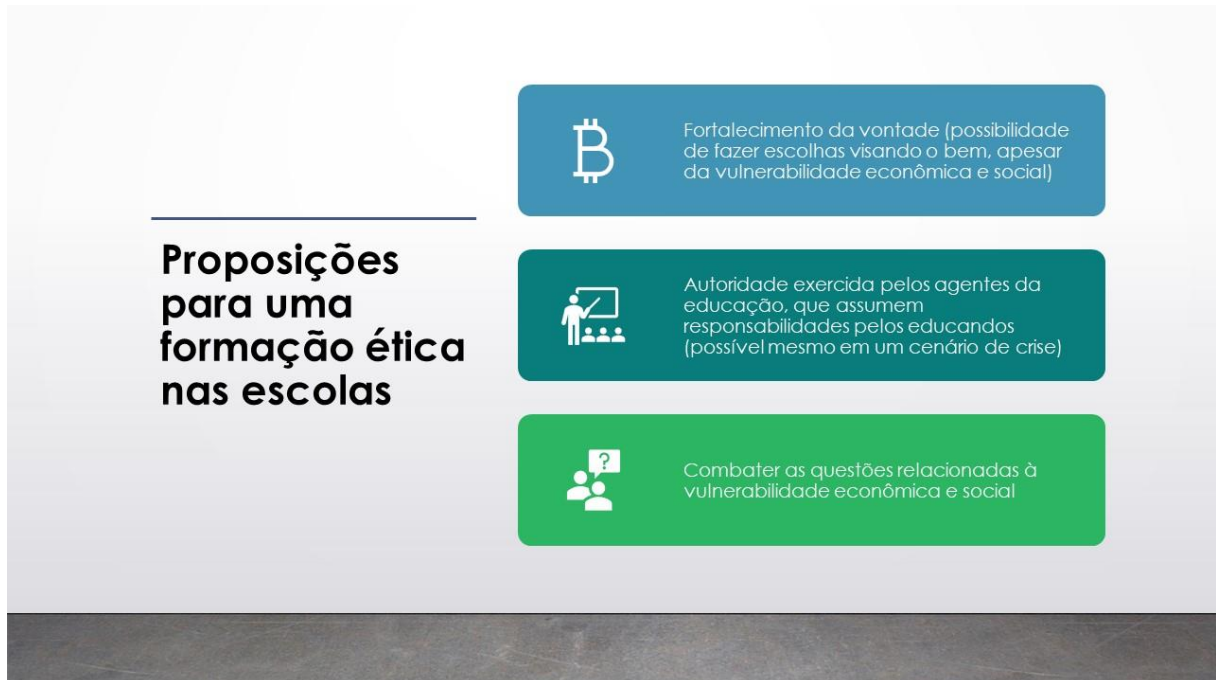 Proposições
para uma
formação ética
nas escolas
Fortalecimento da vontade (possibilidade
de fazer escolhas visando o bem, apesar
da vulnerabilidade econômica e social)
Autoridade exercida pelos agentes da
educação, que assumem
responsabilidades pelos educandos
(possível mesmo em um cenário de crise)
?
Combater as questões relacionadas à
vulnerabilidade econômica e social